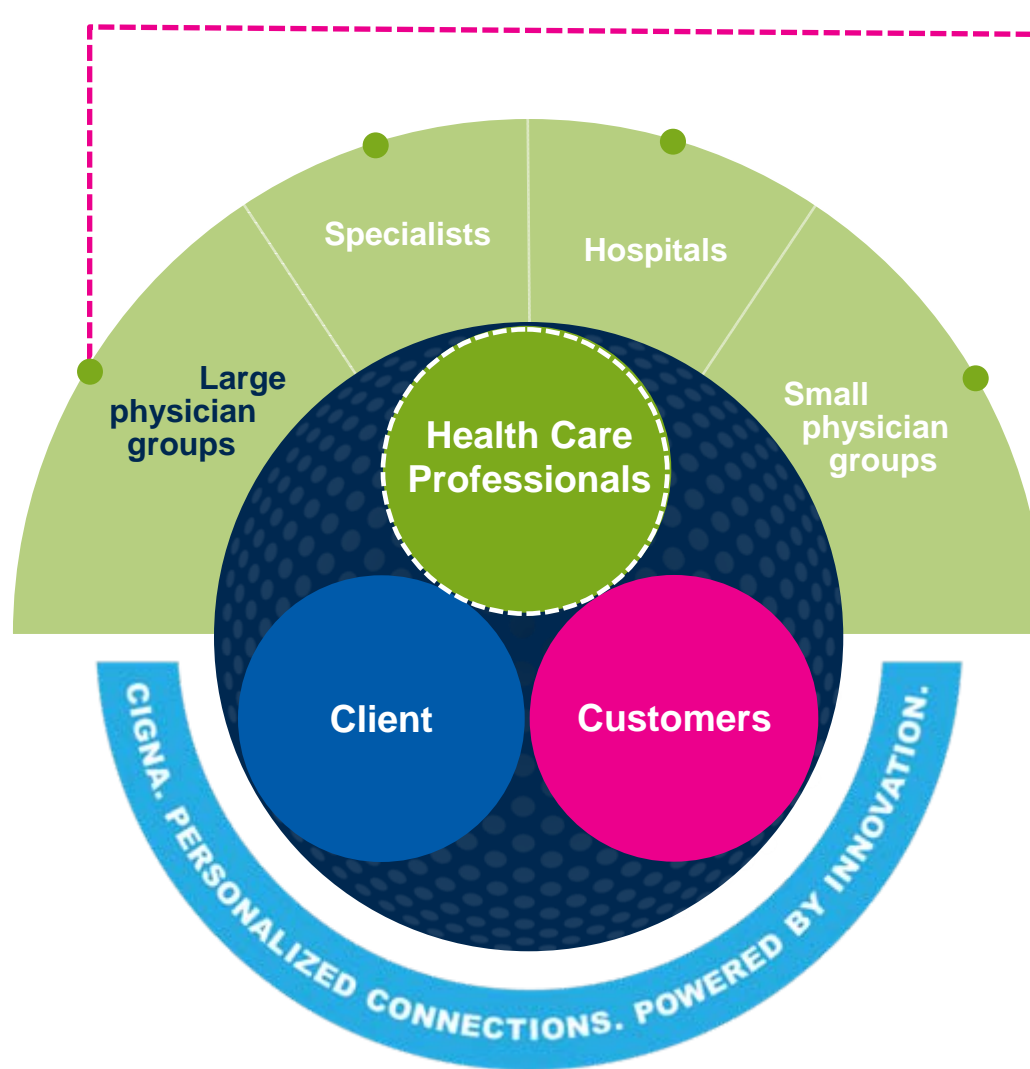 Specialists
Hospitals
Large
physician
groups
Small
physician
groups
Health Care
Professionals
Client
Customers
CIGNA. PERSONALIZED CONNECTIONS. POWERED BY INNOVATION.